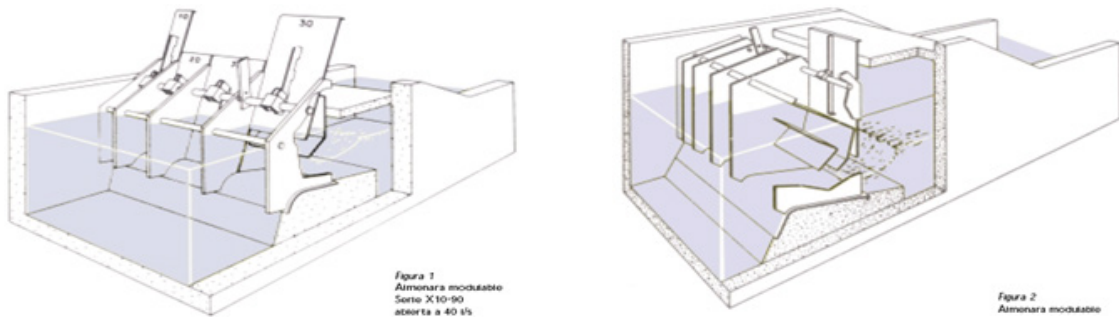 10
20
30
Figura 1
Almenara modulable
Serie X10-90
abierta a 40 l/s
Figura 2
Almenara modulable